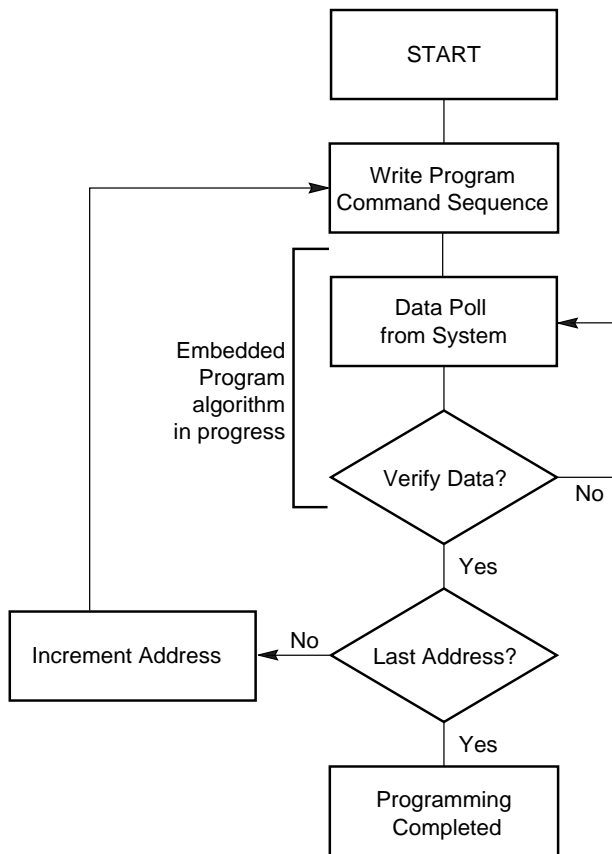 START
Write Program
Command Sequence
Data Poll
from System
Embedded
Program
algorithm
in progress
Verify Data?
No
Yes
No
Increment Address
Last Address?
Yes
Programming
Completed